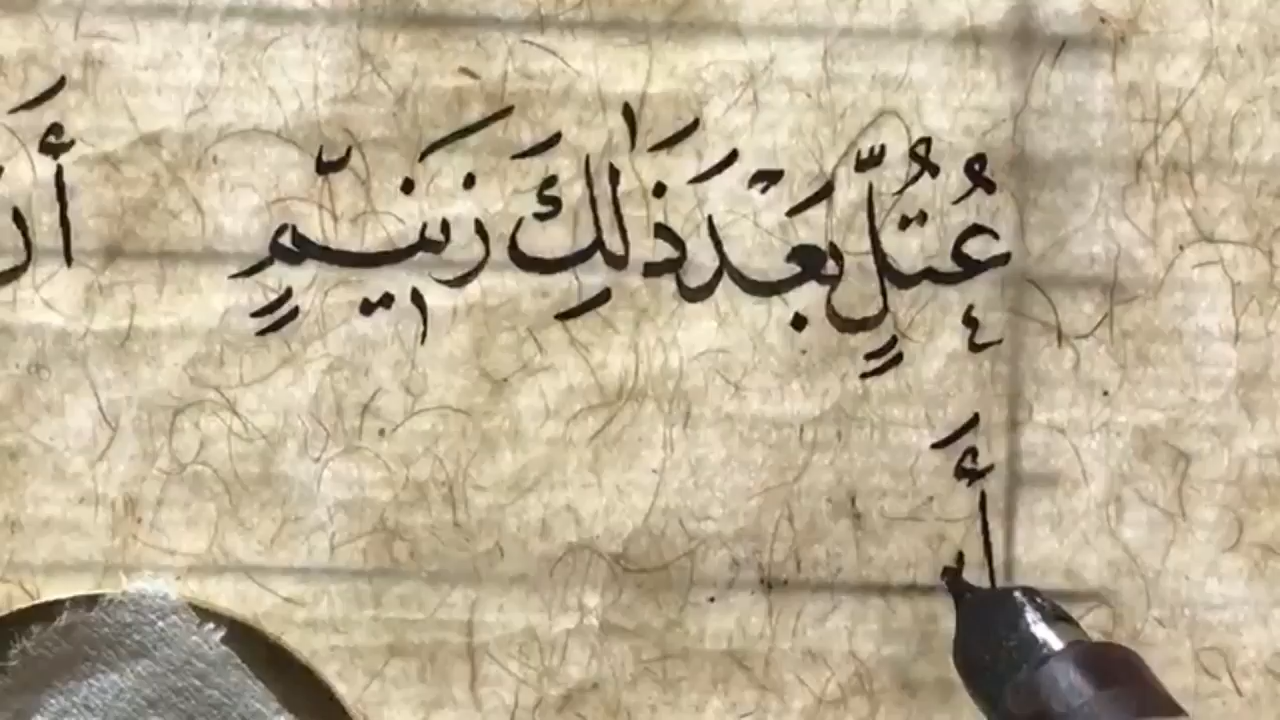 عُتُلٍّ بَعْدَ ذَٰلِكَ زَنِيمٍ أَ
أَ